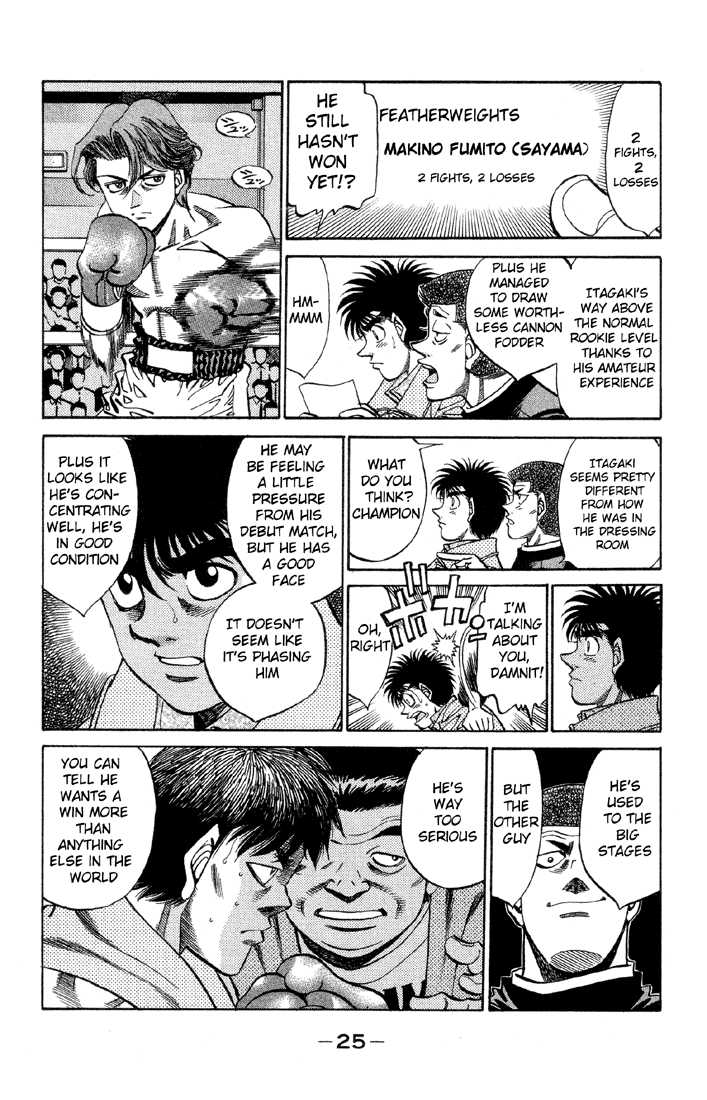 2
FIGHTS,
2
LOSSES
FEATHERWEIGHTS
MAKINO FUMITO (SAYAMA)
2 FIGHTS, 2 LOSSES
HE
STILL
HASN'T
WON
YET!?
ITAGAKI'S
WAY ABOVE
THE NORMAL
ROOKIE LEVEL
THANKS TO
HIS AMATEUR
EXPERIENCE
PLUS HE
MANAGED
TO DRAW
SOME WORTH-
LESS CANNON
FODDER
HM-
MMM
シュッ
シュッ
ITAGAKI
SEEMS PRETTY
DIFFERENT
FROM HOW
HE WAS IN
THE DRESSING
ROOM
WHAT
DO YOU
THINK?
CHAMPION
I'M
TALKING
ABOUT
YOU,
DAMNIT!
OH,
RIGHT
HE MAY
BE FEELING
A LITTLE
PRESSURE
FROM HIS
DEBUT MATCH,
BUT HE HAS
A GOOD
FACE
IT DOESN'T
SEEM LIKE
IT'S PHASING
HIM
PLUS IT
LOOKS LIKE
HE'S CON-
CENTRATING
WELL, HE'S
IN GOOD
CONDITION
HE'S
USED TO
THE BIG
STAGES
BUT
THE
OTHER
GUY
HE'S
WAY
TOO
SERIOUS
YOU CAN
TELL HE
WANTS A
WIN MORE
THAN
ANYTHING
ELSE IN THE
WORLD
—25—